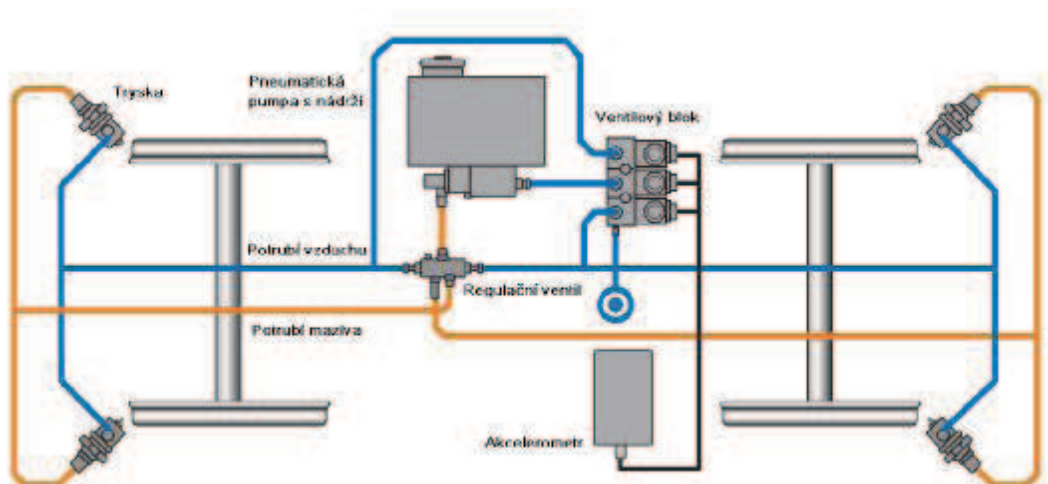 Tryska
Pneumatická
pumpa s nádrží
Ventilový blok
Potrubí vzduchu
Regulační ventil
Potrubí maziva
Akcelerometr